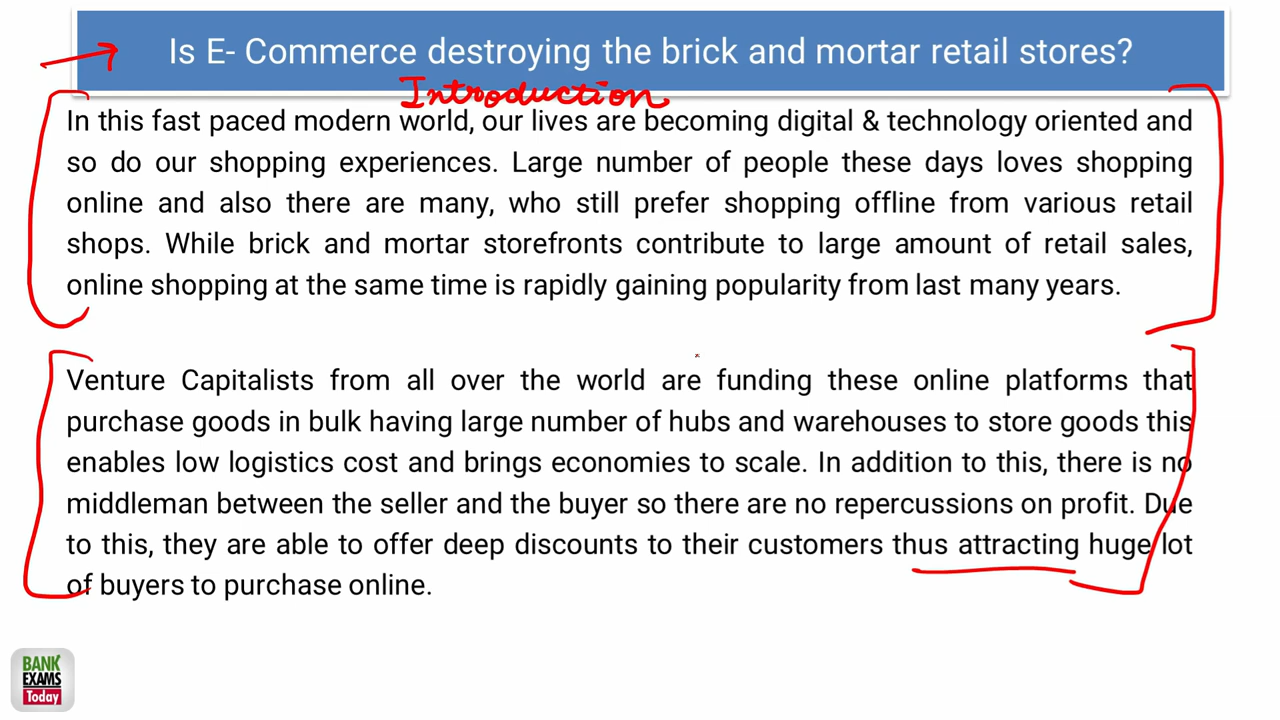 Is E- Commerce destroying the brick and mortar retail stores?
Introduction
In this fast paced modern world, our lives are becoming digital & technology oriented and
so do our shopping experiences. Large number of people these days loves shopping
online and also there are many, who still prefer shopping offline from various retail
shops. While brick and mortar storefronts contribute to large amount of retail sales,
online shopping at the same time is rapidly gaining popularity from last many years.
Venture Capitalists from all over the world are funding these online platforms that
purchase goods in bulk having large number of hubs and warehouses to store goods this
enables low logistics cost and brings economies to scale. In addition to this, there is no
middleman between the seller and the buyer so there are no repercussions on profit. Due
to this, they are able to offer deep discounts to their customers thus attracting huge lot
of buyers to purchase online.
BANK
EXAMS
Today